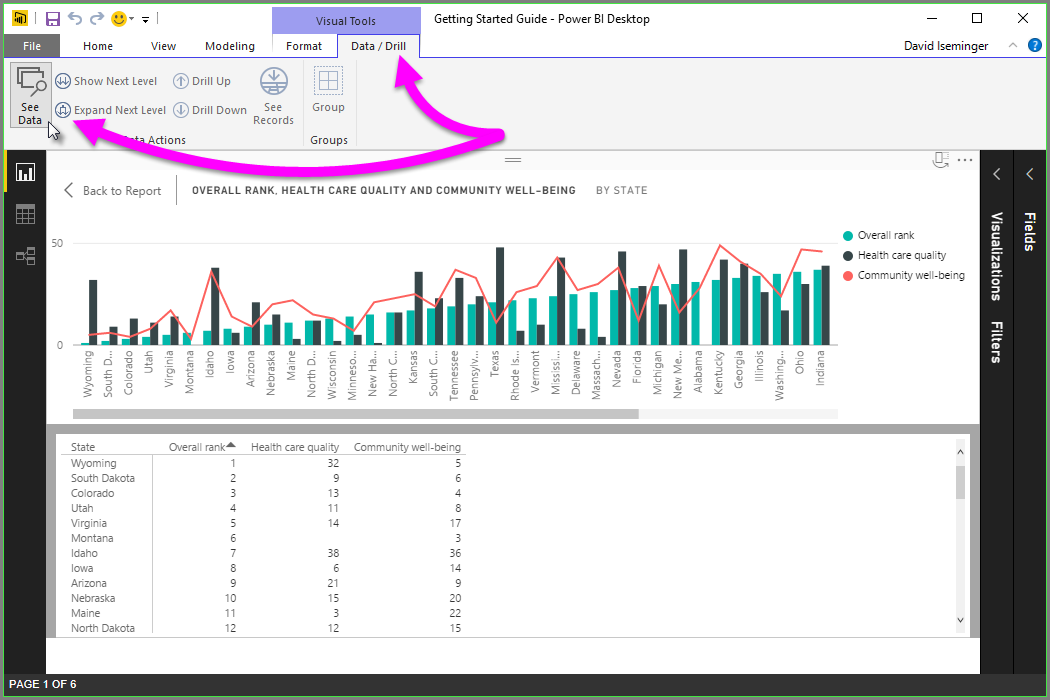 Visual Tools
Getting Started Guide - Power BI Desktop
File Home View Modeling Format Data / Drill David Iseminger
See Data
Show Next Level
Expand Next Level
Drill Up
Drill Down
See Records
Group
Data Actions
Groups
Back to Report
OVERALL RANK, HEALTH CARE QUALITY AND COMMUNITY WELL-BEING BY STATE
50
0
Overall rank
Health care quality
Community well-being
Wyoming
South D...
Colorado
Utah
Virginia
Montana
Idaho
Iowa
Arizona
Nebraska
Maine
North D...
Wisconsin
Minneso...
New Ha...
North C...
Kansas
South C...
Tennessee
Pennsylv...
Texas
Rhode Is...
Vermont
Mississi...
Delaware
Massach...
Nevada
Florida
Michigan
New Me...
Alabama
Kentucky
Georgia
Illinois
Washing...
Ohio
Indiana
Visualizations
Filters
Fields
State Overall rank Health care quality Community well-being
Wyoming 1 32 5
South Dakota 2 9 6
Colorado 3 13 4
Utah 4 11 8
Virginia 5 14 17
Montana 6 3
Idaho 7 38 36
Iowa 8 6 14
Arizona 9 21 9
Nebraska 10 15 20
Maine 11 3 22
North Dakota 12 12 15
PAGE 1 OF 6